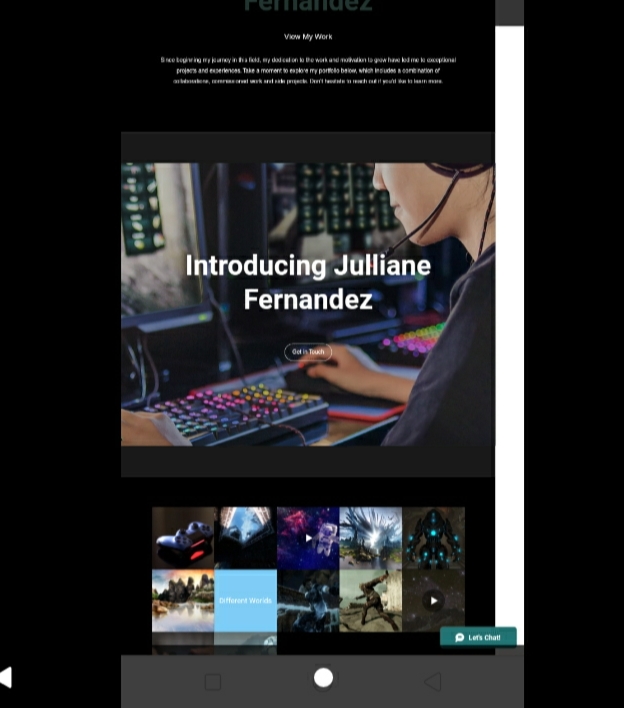 Fernandez
View My Work
Since beginning my journey in this field, my dedication to the work and motivation to grow have led me to exceptional
projects and experiences. Take a moment to explore my portfolio below, which includes a combination of
collaborations, commissioned work and side projects. Don't hesitate to reach out if you'd like to learn more.
Introducing Julliane
Fernandez
Get in Touch
Different Worlds
Let's Chat!